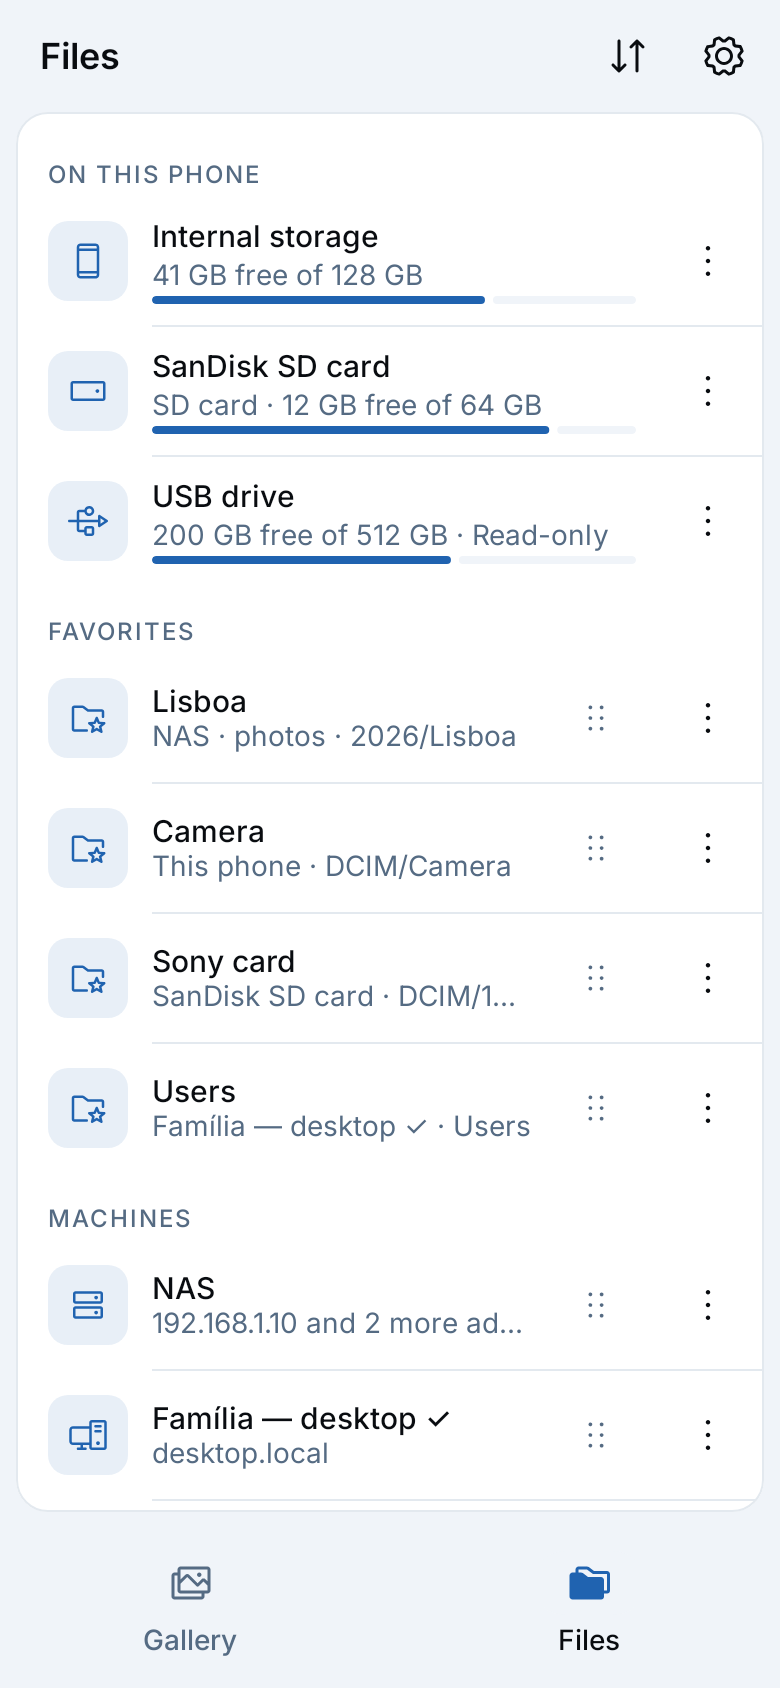 Files
ON THIS PHONE
Internal storage
41 GB free of 128 GB
SanDisk SD card
SD card · 12 GB free of 64 GB
USB drive
200 GB free of 512 GB · Read-only
FAVORITES
Lisboa
NAS · photos · 2026/Lisboa
Camera
This phone · DCIM/Camera
Sony card
SanDisk SD card · DCIM/1...
Users
Família — desktop ✓ · Users
MACHINES
NAS
192.168.1.10 and 2 more ad...
Família — desktop ✓
desktop.local
Gallery
Files